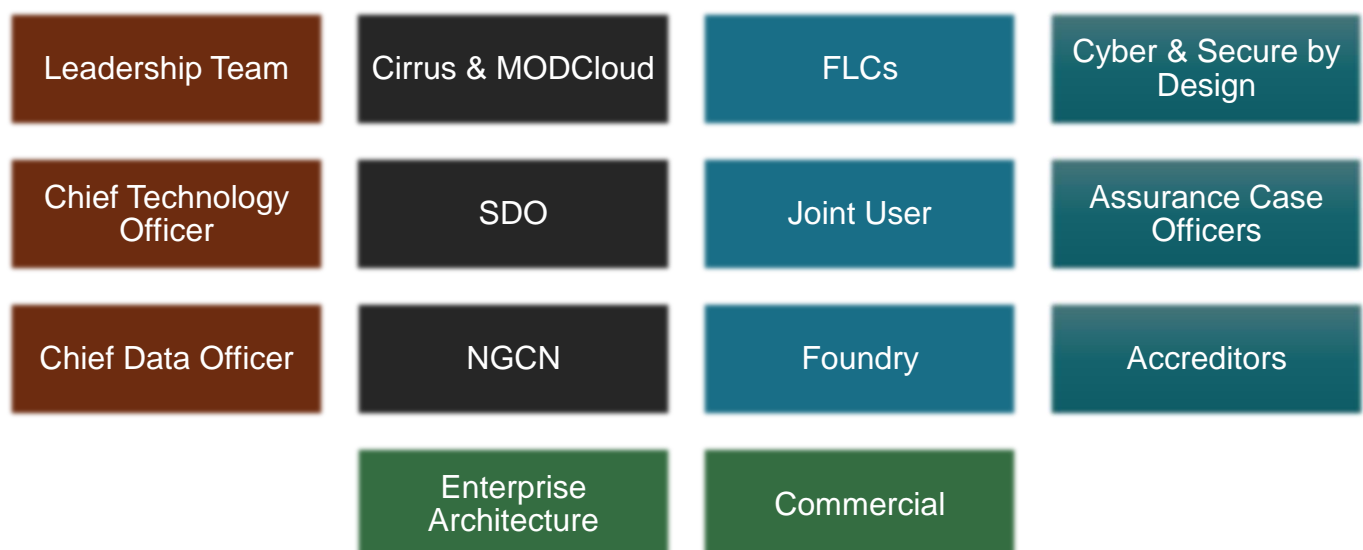 Leadership Team
Cirrus & MODCloud
FLCs
Cyber & Secure by
Design
Chief Technology
Officer
SDO
Joint User
Assurance Case
Officers
Chief Data Officer
NGCN
Foundry
Accreditors
Enterprise
Architecture
Commercial